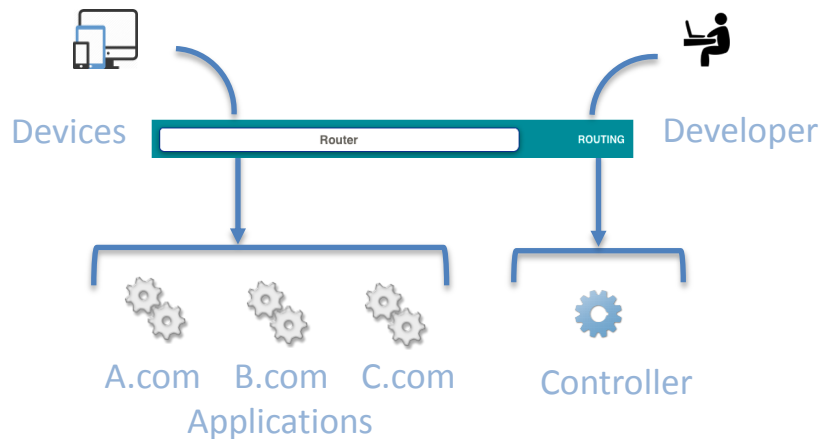 Devices
Router
ROUTING
Developer
A.com B.com C.com
Applications
Controller